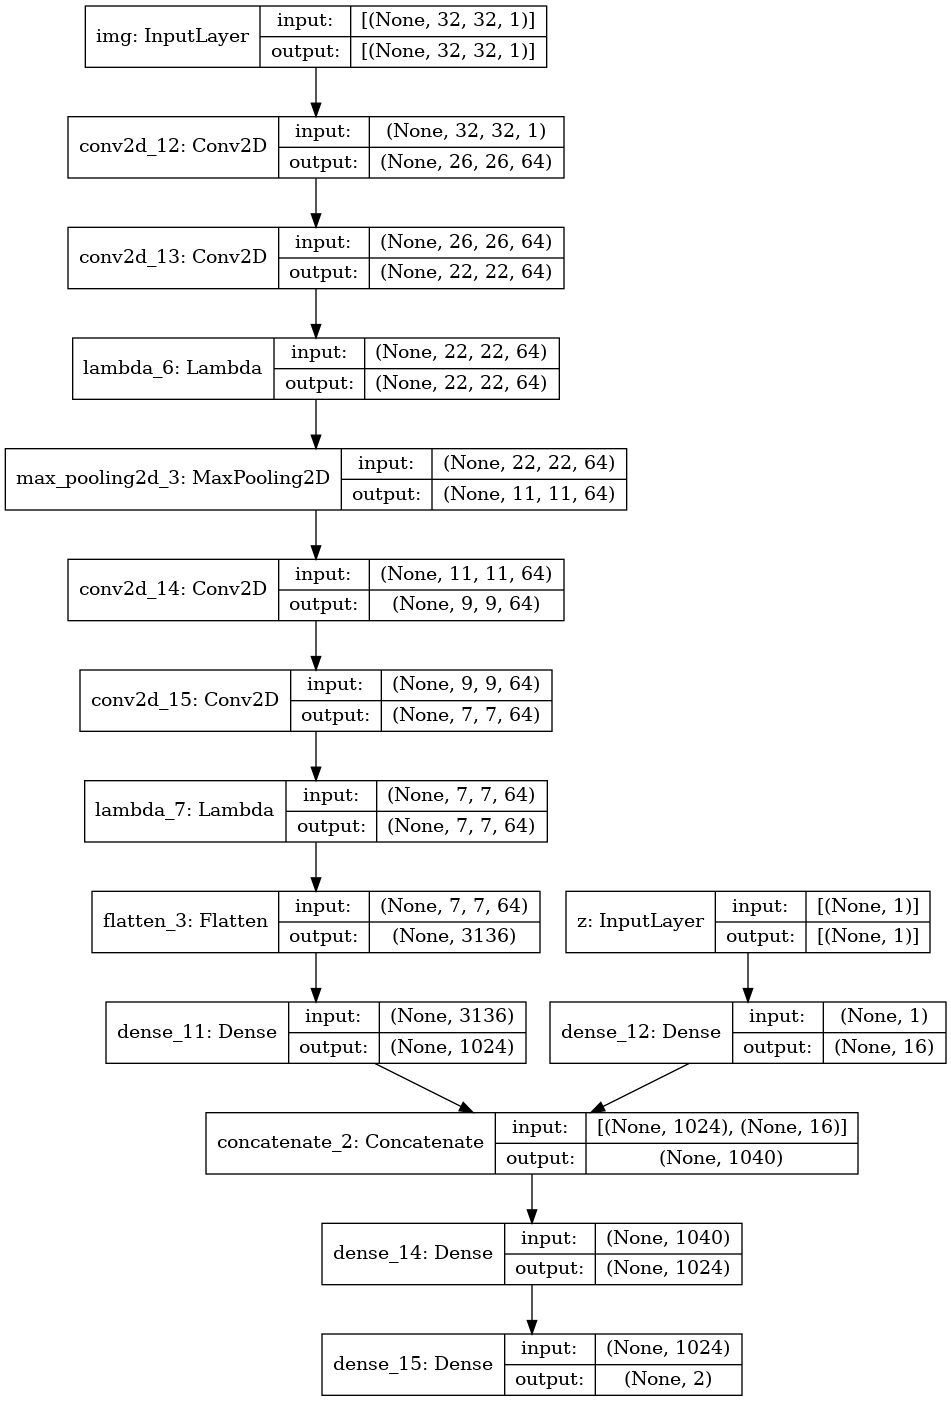 img: InputLayer
input:
[(None, 32, 32, 1)]
output:
[(None, 32, 32, 1)]
conv2d_12: Conv2D
input:
(None, 32, 32, 1)
output:
(None, 26, 26, 64)
conv2d_13: Conv2D
input:
(None, 26, 26, 64)
output:
(None, 22, 22, 64)
lambda_6: Lambda
input:
(None, 22, 22, 64)
output:
(None, 22, 22, 64)
max_pooling2d_3: MaxPooling2D
input:
(None, 22, 22, 64)
output:
(None, 11, 11, 64)
conv2d_14: Conv2D
input:
(None, 11, 11, 64)
output:
(None, 9, 9, 64)
conv2d_15: Conv2D
input:
(None, 9, 9, 64)
output:
(None, 7, 7, 64)
lambda_7: Lambda
input:
(None, 7, 7, 64)
output:
(None, 7, 7, 64)
flatten_3: Flatten
input:
(None, 7, 7, 64)
output:
(None, 3136)
z: InputLayer
input:
[(None, 1)]
output:
[(None, 1)]
dense_11: Dense
input:
(None, 3136)
output:
(None, 1024)
dense_12: Dense
input:
(None, 1)
output:
(None, 16)
concatenate_2: Concatenate
input:
[(None, 1024), (None, 16)]
output:
(None, 1040)
dense_14: Dense
input:
(None, 1040)
output:
(None, 1024)
dense_15: Dense
input:
(None, 1024)
output:
(None, 2)